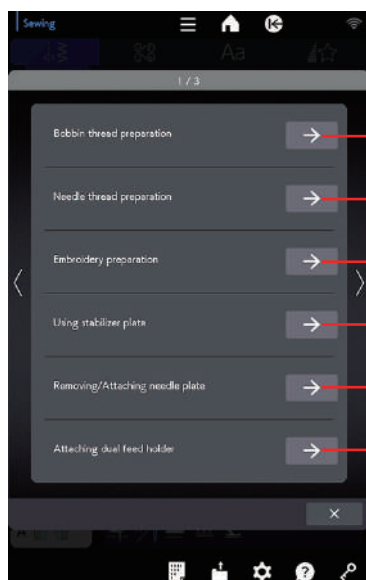 Sewing
Aa
1 / 3
Bobbin thread preparation
Needle thread preparation
Embroidery preparation
Using stabilizer plate
Removing/Attaching needle plate
Attaching dual feed holder